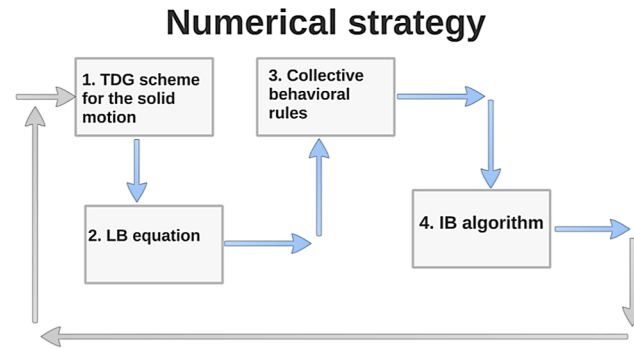 Numerical strategy
1. TDG scheme
for the solid
motion
2. LB equation
3. Collective
behavioral
rules
4. IB algorithm